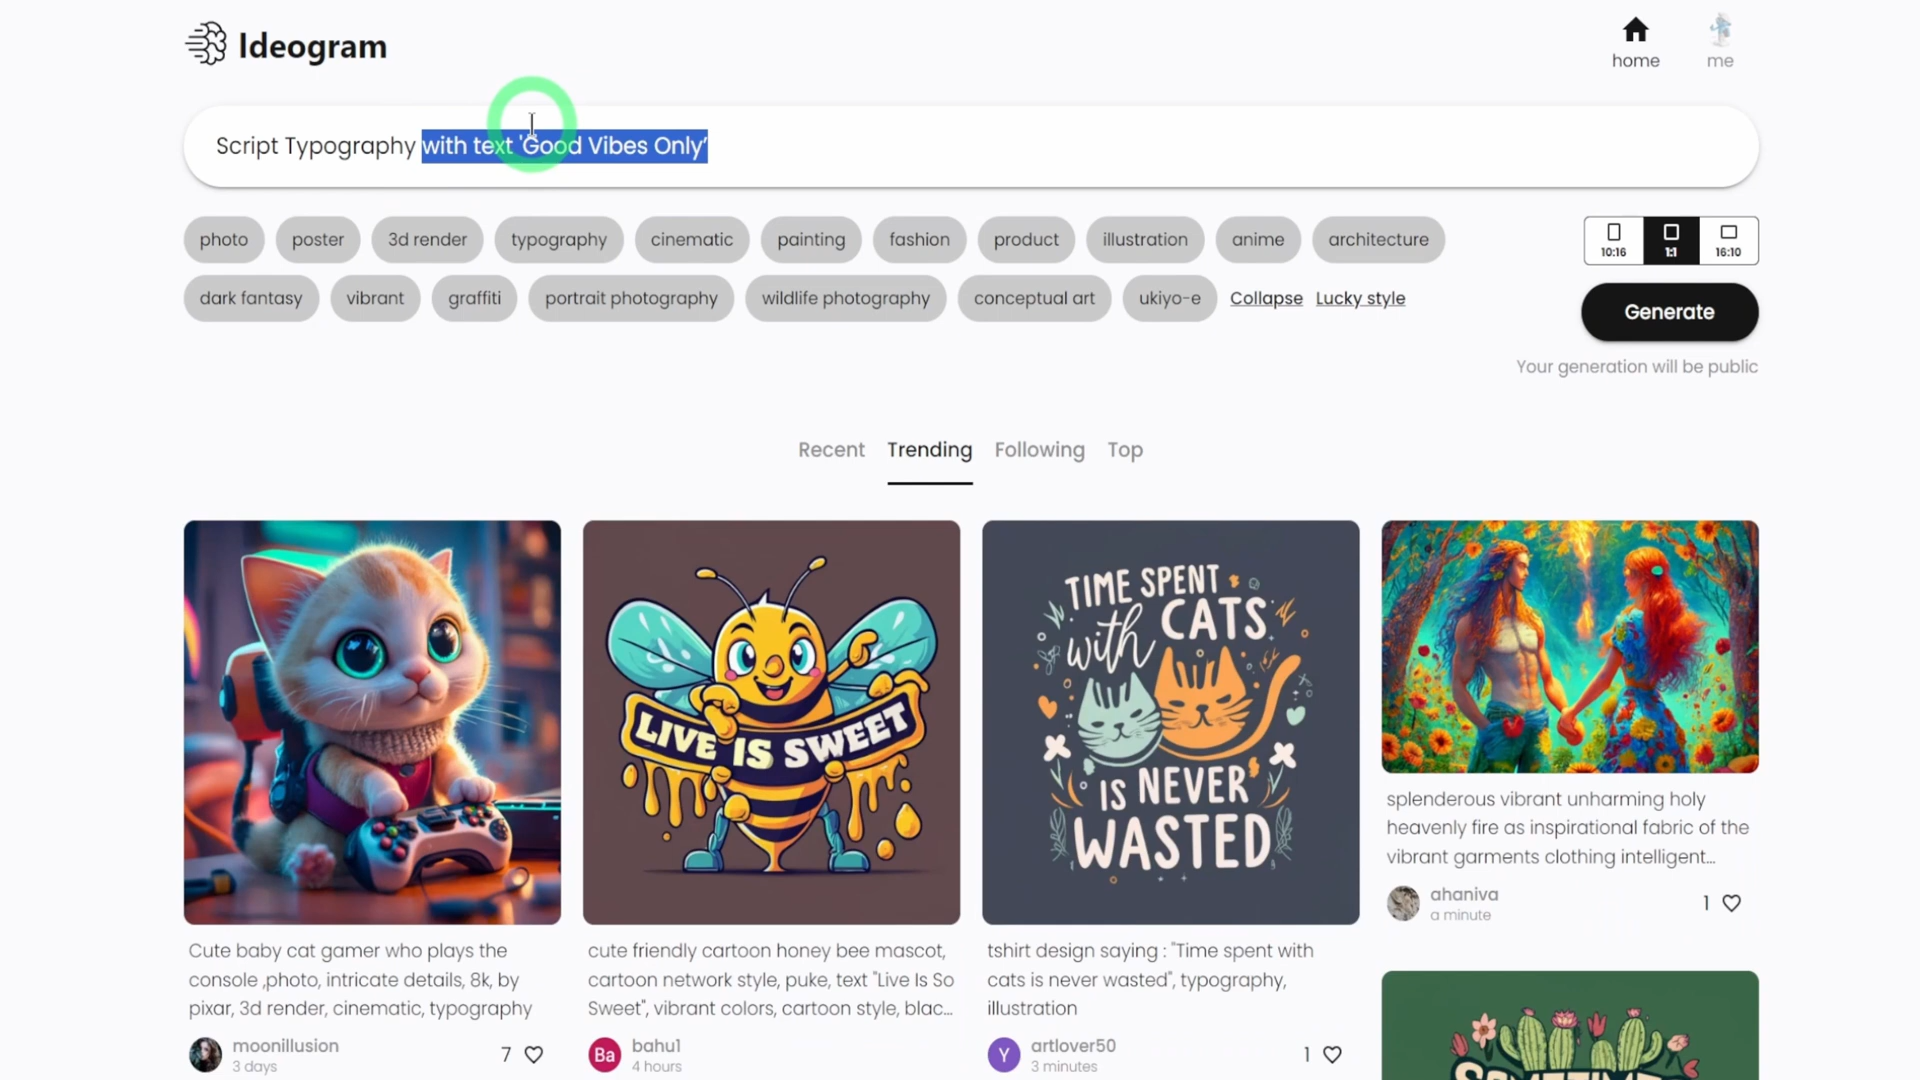 Ideogram
home
me
Script Typography with text 'Good Vibes Only'
photo
poster
3d render
typography
cinematic
painting
fashion
product
illustration
anime
architecture
10:16
1:1
16:10
dark fantasy
vibrant
graffiti
portrait photography
wildlife photography
conceptual art
ukiyo-e
Collapse
Lucky style
Generate
Your generation will be public
Recent
Trending
Following
Top
LIVE IS SWEET
TIME SPENT
with CATS
IS NEVER
WASTED
splenderous vibrant unharming holy
heavenly fire as inspirational fabric of the
vibrant garments clothing intelligent...
ahaniva
a minute
1
Cute baby cat gamer who plays the
console ,photo, intricate details, 8k, by
pixar, 3d render, cinematic, typography
moonillusion
3 days
7
cute friendly cartoon honey bee mascot,
cartoon network style, puke, text "Live Is So
Sweet", vibrant colors, cartoon style, blac...
Ba
bahu1
4 hours
tshirt design saying : "Time spent with
cats is never wasted", typography,
illustration
Y
artlover50
3 minutes
1